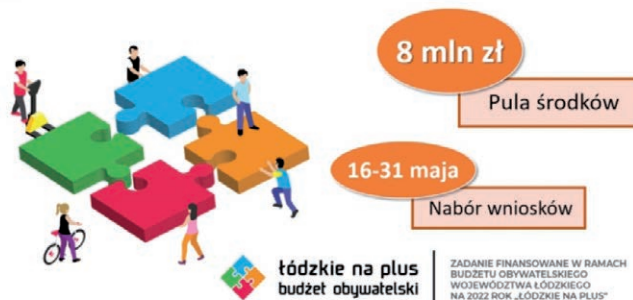 8 mln zł
Pula środków
16-31 maja
Nabór wniosków
łódzkie na plus
budżet obywatelski
ZADANIE FINANSOWANE W RAMACH
BUDŻETU OBYWATELSKIEGO
WOJEWÓDZTWA ŁÓDZKIEGO
NA 2022 ROK „ŁÓDZKIE NA PLUS"